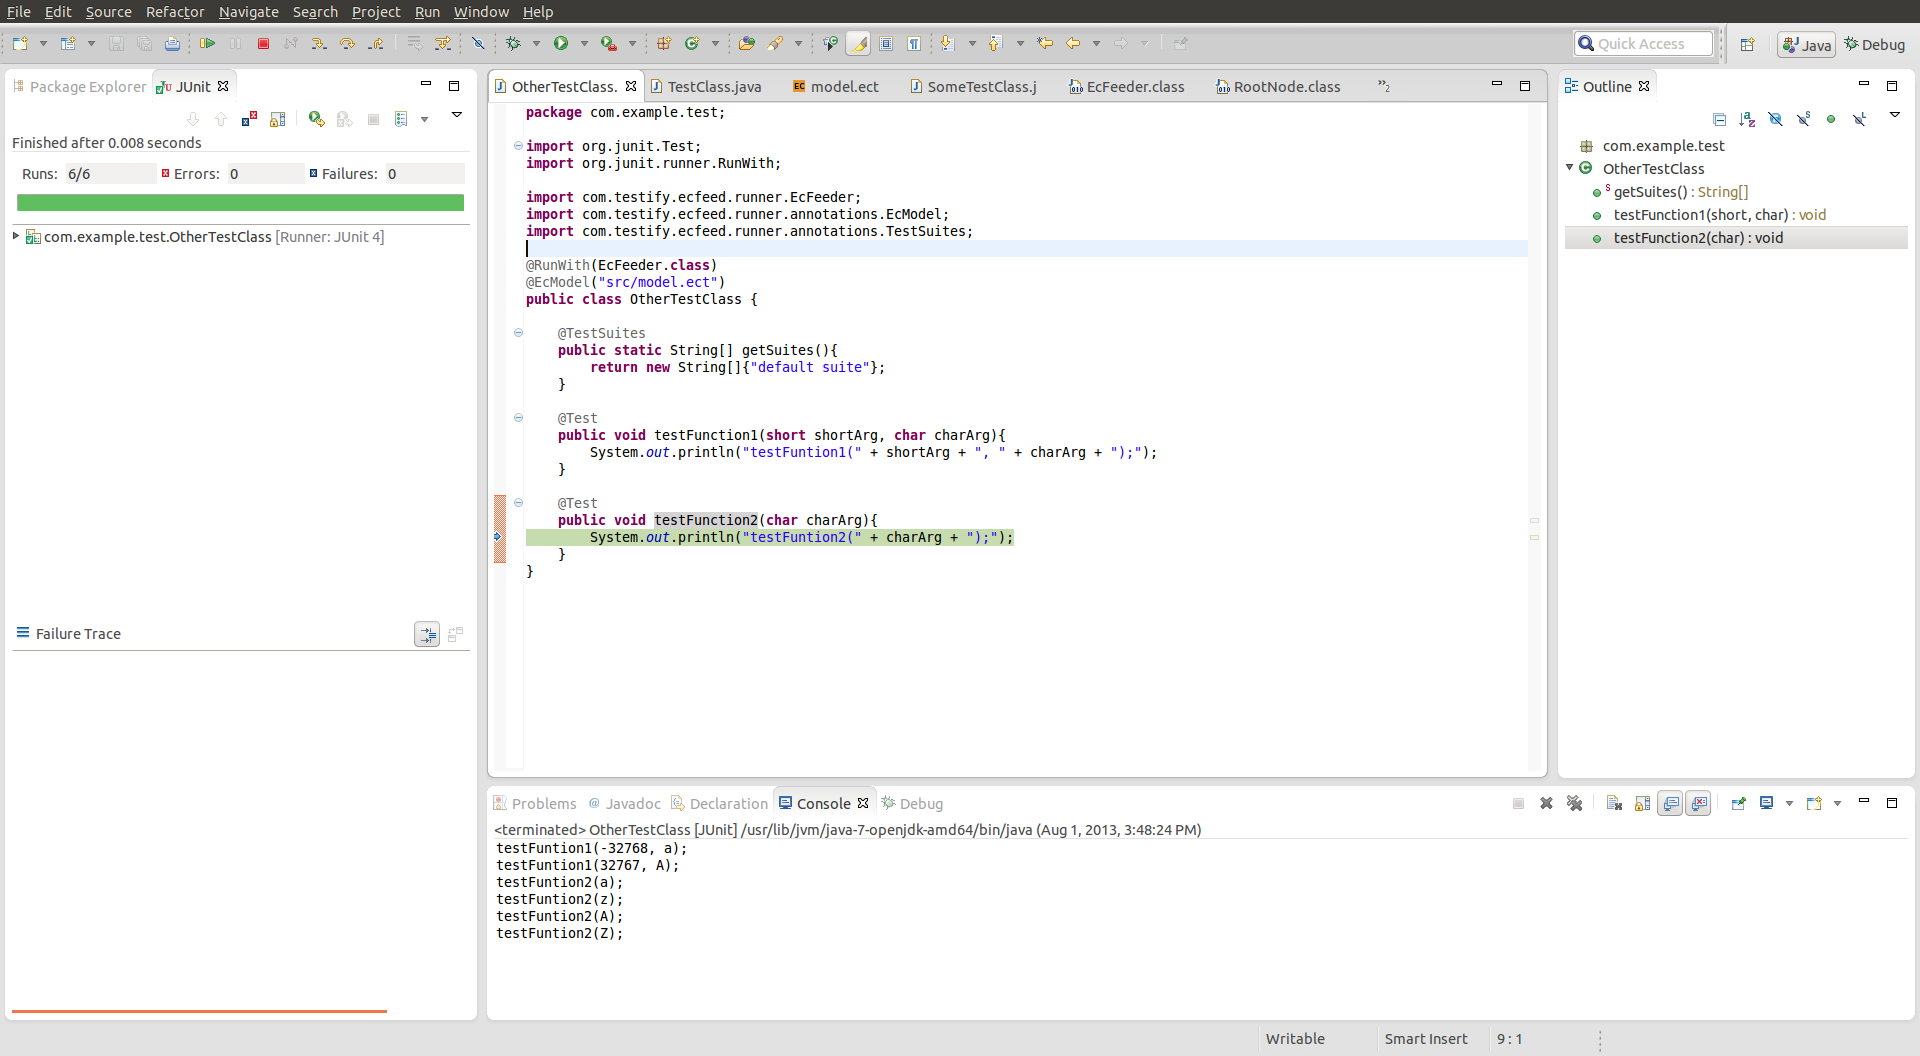 File Edit Source Refactor Navigate Search Project Run Window Help
Quick Access
Java
Debug
Package Explorer
JUnit
Finished after 0.008 seconds
Runs: 6/6 Errors: 0 Failures: 0
com.example.test.OtherTestClass [Runner: JUnit 4]
Failure Trace
OtherTestClass. TestClass.java model.ect SomeTestClass.j EcFeeder.class RootNode.class »2
package com.example.test;
import org.junit.Test;
import org.junit.runner.RunWith;
import com.testify.ecfeed.runner.EcFeeder;
import com.testify.ecfeed.runner.annotations.EcModel;
import com.testify.ecfeed.runner.annotations.TestSuites;
@RunWith(EcFeeder.class)
@EcModel("src/model.ect")
public class OtherTestClass {
@TestSuites
public static String[] getSuites(){
return new String[]{"default suite"};
}
@Test
public void testFunction1(short shortArg, char charArg){
System.out.println("testFuntion1(" + shortArg + ", " + charArg + ");");
}
@Test
public void testFunction2(char charArg){
System.out.println("testFuntion2(" + charArg + ");");
}
}
Outline
com.example.test
OtherTestClass
getSuites() : String[]
testFunction1(short, char) : void
testFunction2(char) : void
Problems Javadoc Declaration Console Debug
<terminated> OtherTestClass [JUnit] /usr/lib/jvm/java-7-openjdk-amd64/bin/java (Aug 1, 2013, 3:48:24 PM)
testFuntion1(-32768, a);
testFuntion1(32767, A);
testFuntion2(a);
testFuntion2(z);
testFuntion2(A);
testFuntion2(Z);
Writable Smart Insert 9 : 1